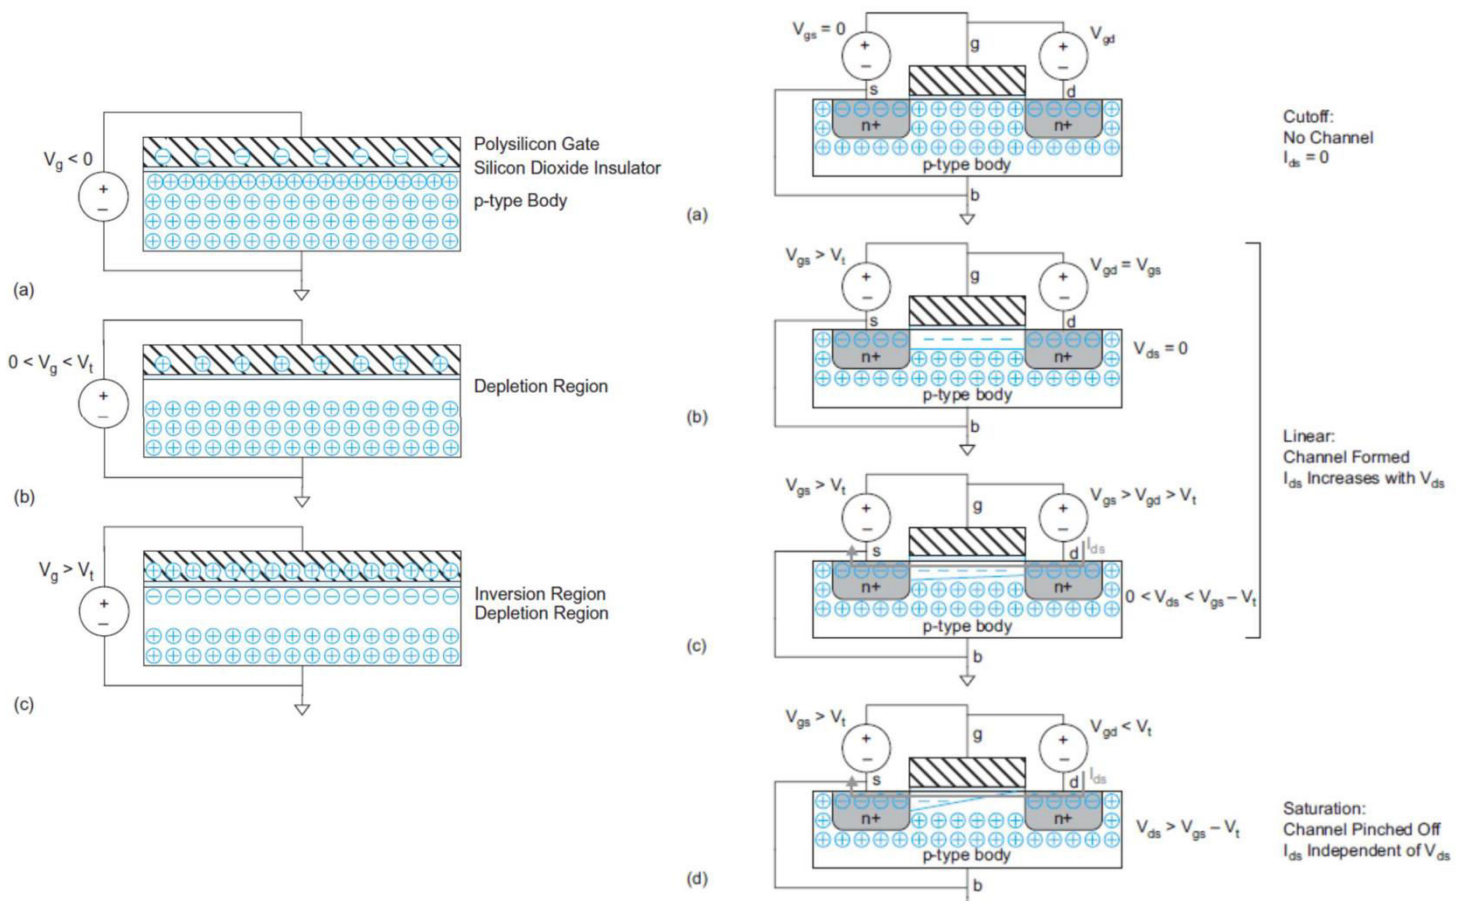 V_g < 0
+
−
Polysilicon Gate
Silicon Dioxide Insulator
p-type Body
(a)
0 < V_g < V_t
+
−
Depletion Region
(b)
V_g > V_t
+
−
Inversion Region
Depletion Region
(c)
V_gs = 0
+
−
g
+
−
V_gd
s
d
n+
n+
p-type body
b
(a)
Cutoff:
No Channel
I_ds = 0
V_gs > V_t
+
−
g
+
−
V_gd = V_gs
s
d
n+
n+
V_ds = 0
p-type body
b
(b)
Linear:
Channel Formed
I_ds Increases with V_ds
V_gs > V_t
+
−
g
+
−
V_gs > V_gd > V_t
s
d
I_ds
n+
n+
0 < V_ds < V_gs − V_t
p-type body
b
(c)
V_gs > V_t
+
−
g
+
−
V_gd < V_t
s
d
I_ds
n+
n+
V_ds > V_gs − V_t
p-type body
b
(d)
Saturation:
Channel Pinched Off
I_ds Independent of V_ds